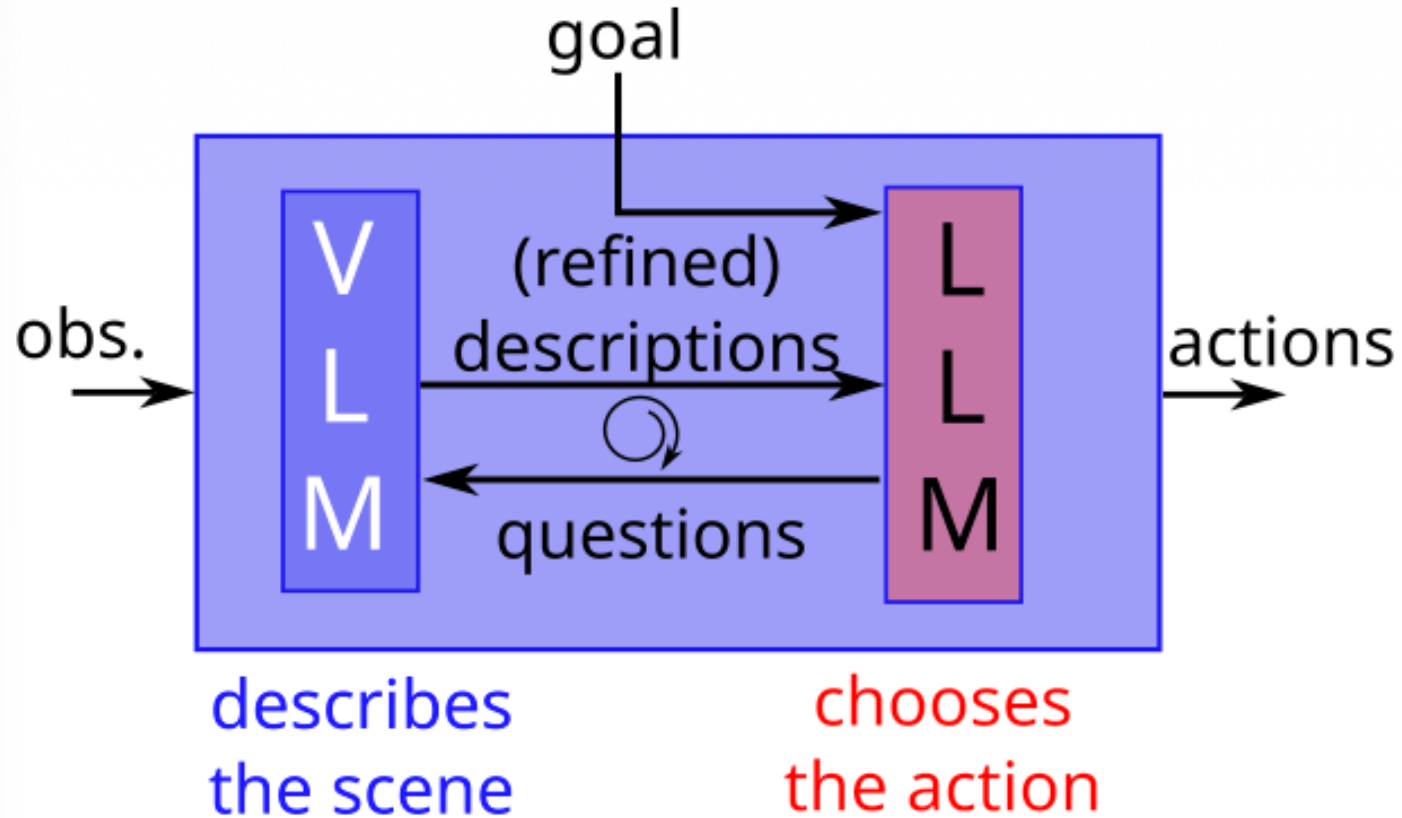 goal
obs.
V
L
M
(refined)
descriptions
questions
L
L
M
actions
describes
the scene
chooses
the action